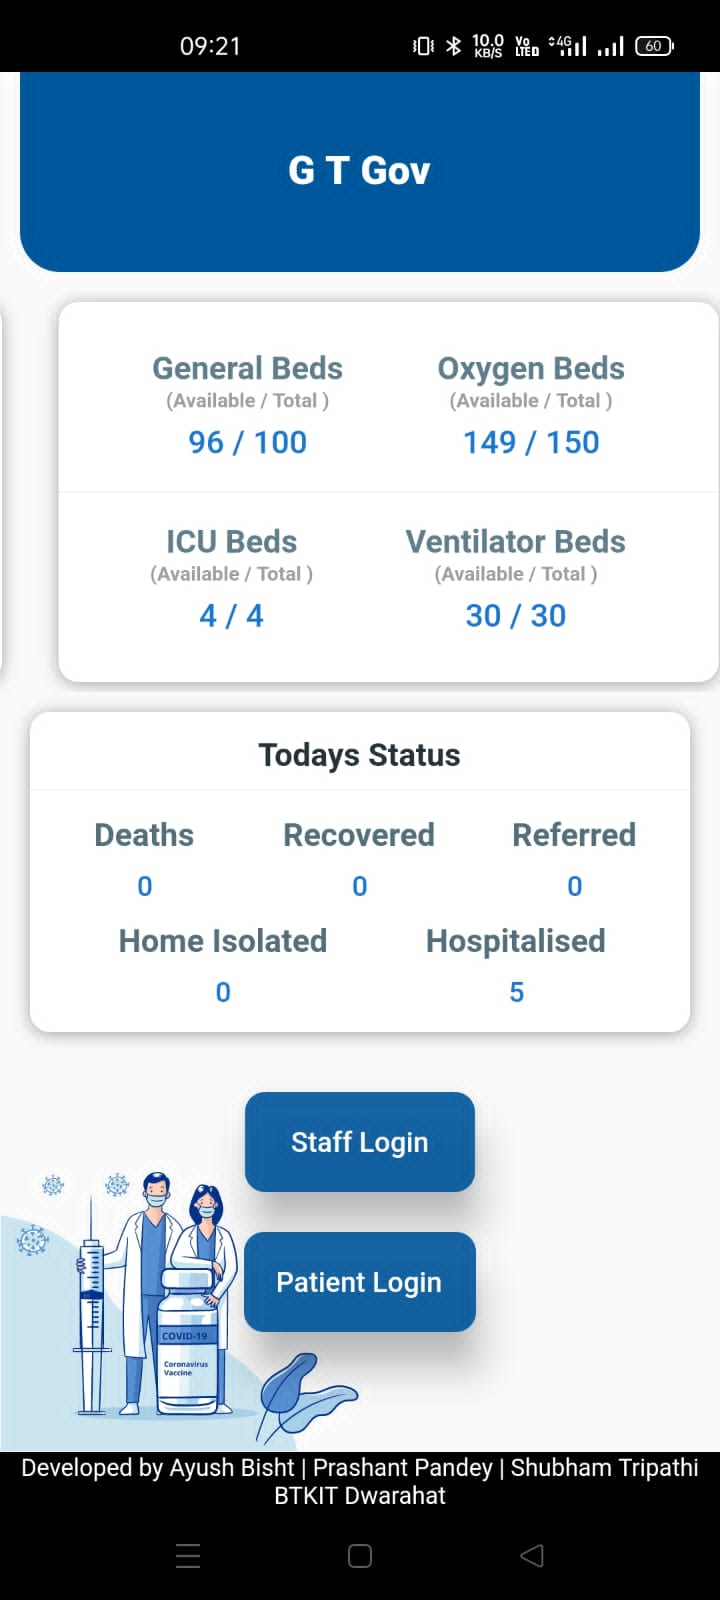 09:21
10.0 KB/S
Vo LTE
4G
60
G T Gov
General Beds
(Available / Total )
96 / 100
Oxygen Beds
(Available / Total )
149 / 150
ICU Beds
(Available / Total )
4 / 4
Ventilator Beds
(Available / Total )
30 / 30
Todays Status
Deaths
0
Recovered
0
Referred
0
Home Isolated
0
Hospitalised
5
Staff Login
Patient Login
COVID-19
Coronavirus
Vaccine
Developed by Ayush Bisht | Prashant Pandey | Shubham Tripathi
BTKIT Dwarahat